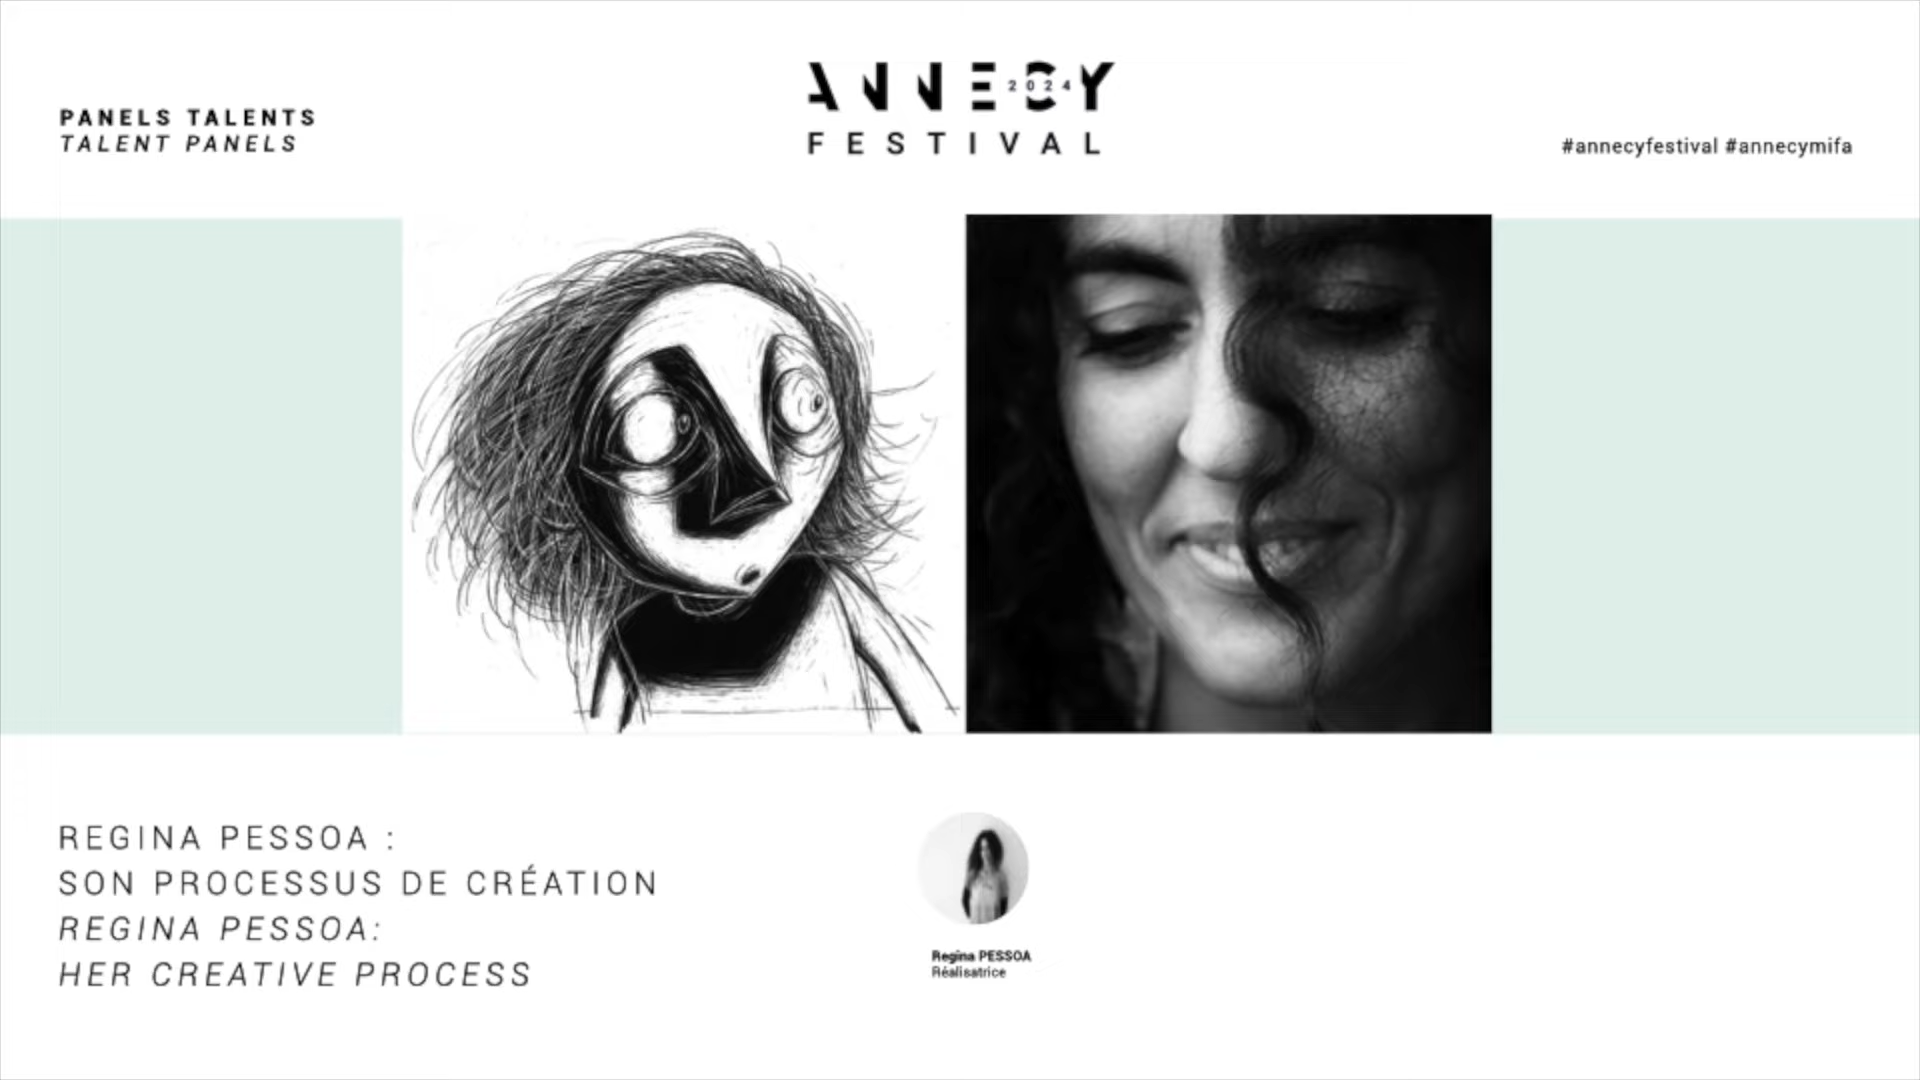 PANELS TALENTS
TALENT PANELS
ANNECY
2024
FESTIVAL
#annecyfestival #annecymifa
REGINA PESSOA :
SON PROCESSUS DE CRÉATION
REGINA PESSOA:
HER CREATIVE PROCESS
Regina PESSOA
Réalisatrice